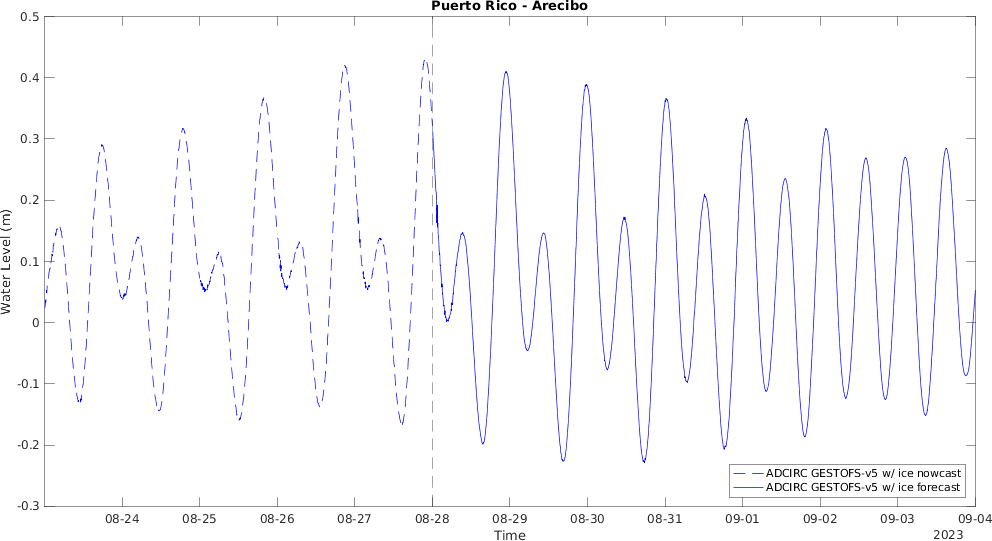 Puerto Rico - Arecibo
0.5
0.4
0.3
0.2
0.1
0
-0.1
-0.2
-0.3
Water Level (m)
08-24 08-25 08-26 08-27 08-28 08-29 08-30 08-31 09-01 09-02 09-03 09-04
Time
2023
ADCIRC GESTOFS-v5 w/ ice nowcast
ADCIRC GESTOFS-v5 w/ ice forecast